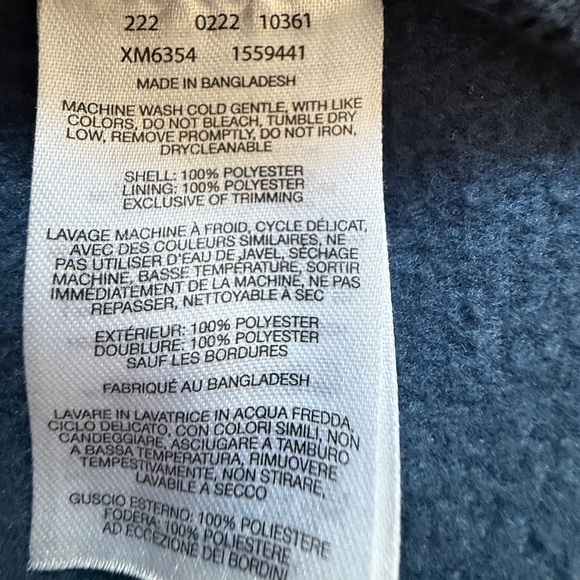 222 0222 10361
XM6354 1559441
MADE IN BANGLADESH
MACHINE WASH COLD GENTLE, WITH LIKE
COLORS, DO NOT BLEACH, TUMBLE DRY
LOW, REMOVE PROMPTLY, DO NOT IRON,
DRYCLEANABLE
SHELL: 100% POLYESTER
LINING: 100% POLYESTER
EXCLUSIVE OF TRIMMING
LAVAGE MACHINE À FROID, CYCLE DÉLICAT,
AVEC DES COULEURS SIMILAIRES, NE
PAS UTILISER D'EAU DE JAVEL, SÉCHAGE
MACHINE, BASSE TEMPÉRATURE, SORTIR
IMMÉDIATEMENT DE LA MACHINE, NE PAS
REPASSER, NETTOYABLE À SEC
EXTÉRIEUR: 100% POLYESTER
DOUBLURE: 100% POLYESTER
SAUF LES BORDURES
FABRIQUÉ AU BANGLADESH
LAVARE IN LAVATRICE IN ACQUA FREDDA,
CICLO DELICATO, CON COLORI SIMILI, NON
CANDEGGIARE, ASCIUGARE A TAMBURO
A BASSA TEMPERATURA, RIMUOVERE
TEMPESTIVAMENTE, NON STIRARE,
LAVABILE A SECCO
GUSCIO ESTERNO: 100% POLIESTERE
FODERA: 100% POLIESTERE
AD ECCEZIONE DEI BORDINI